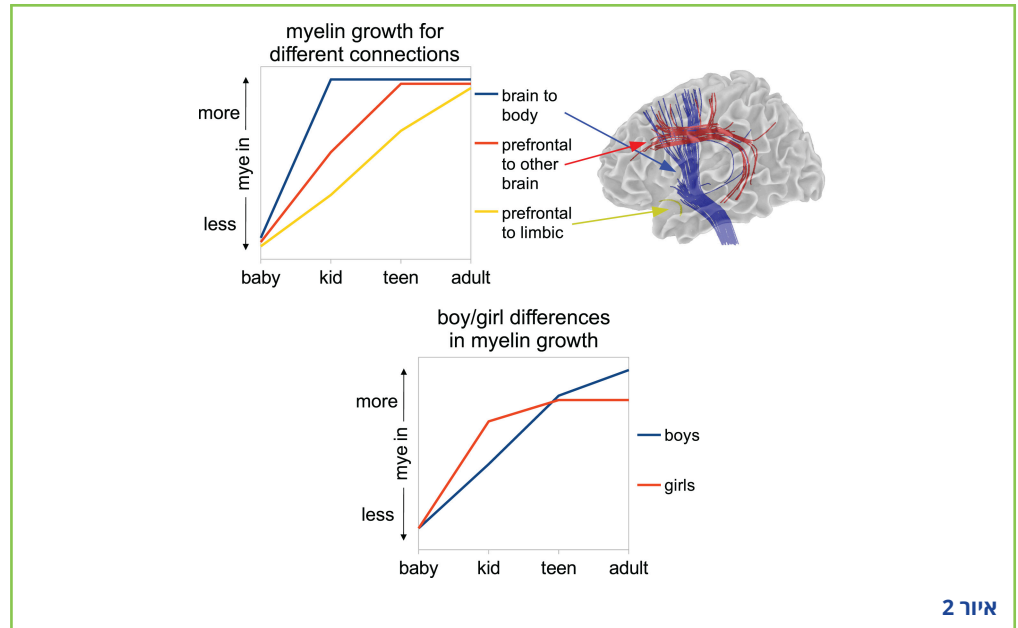 myelin growth for
different connections
more
mye in
less
baby kid teen adult
brain to
body
prefrontal
to other
brain
prefrontal
to limbic
boy/girl differences
in myelin growth
more
mye in
less
baby kid teen adult
boys
girls
איור 2